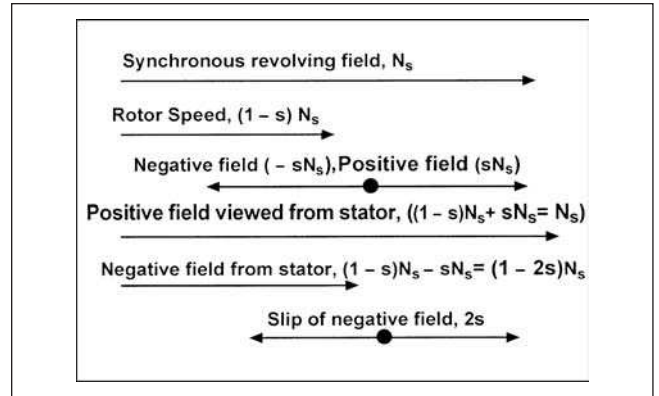 Synchronous revolving field, Nₛ
Rotor Speed, (1 – s) Nₛ
Negative field ( – sNₛ),Positive field (sNₛ)
Positive field viewed from stator, ((1 – s)Nₛ+ sNₛ= Nₛ)
Negative field from stator, (1 – s)Nₛ – sNₛ= (1 – 2s)Nₛ
Slip of negative field, 2s